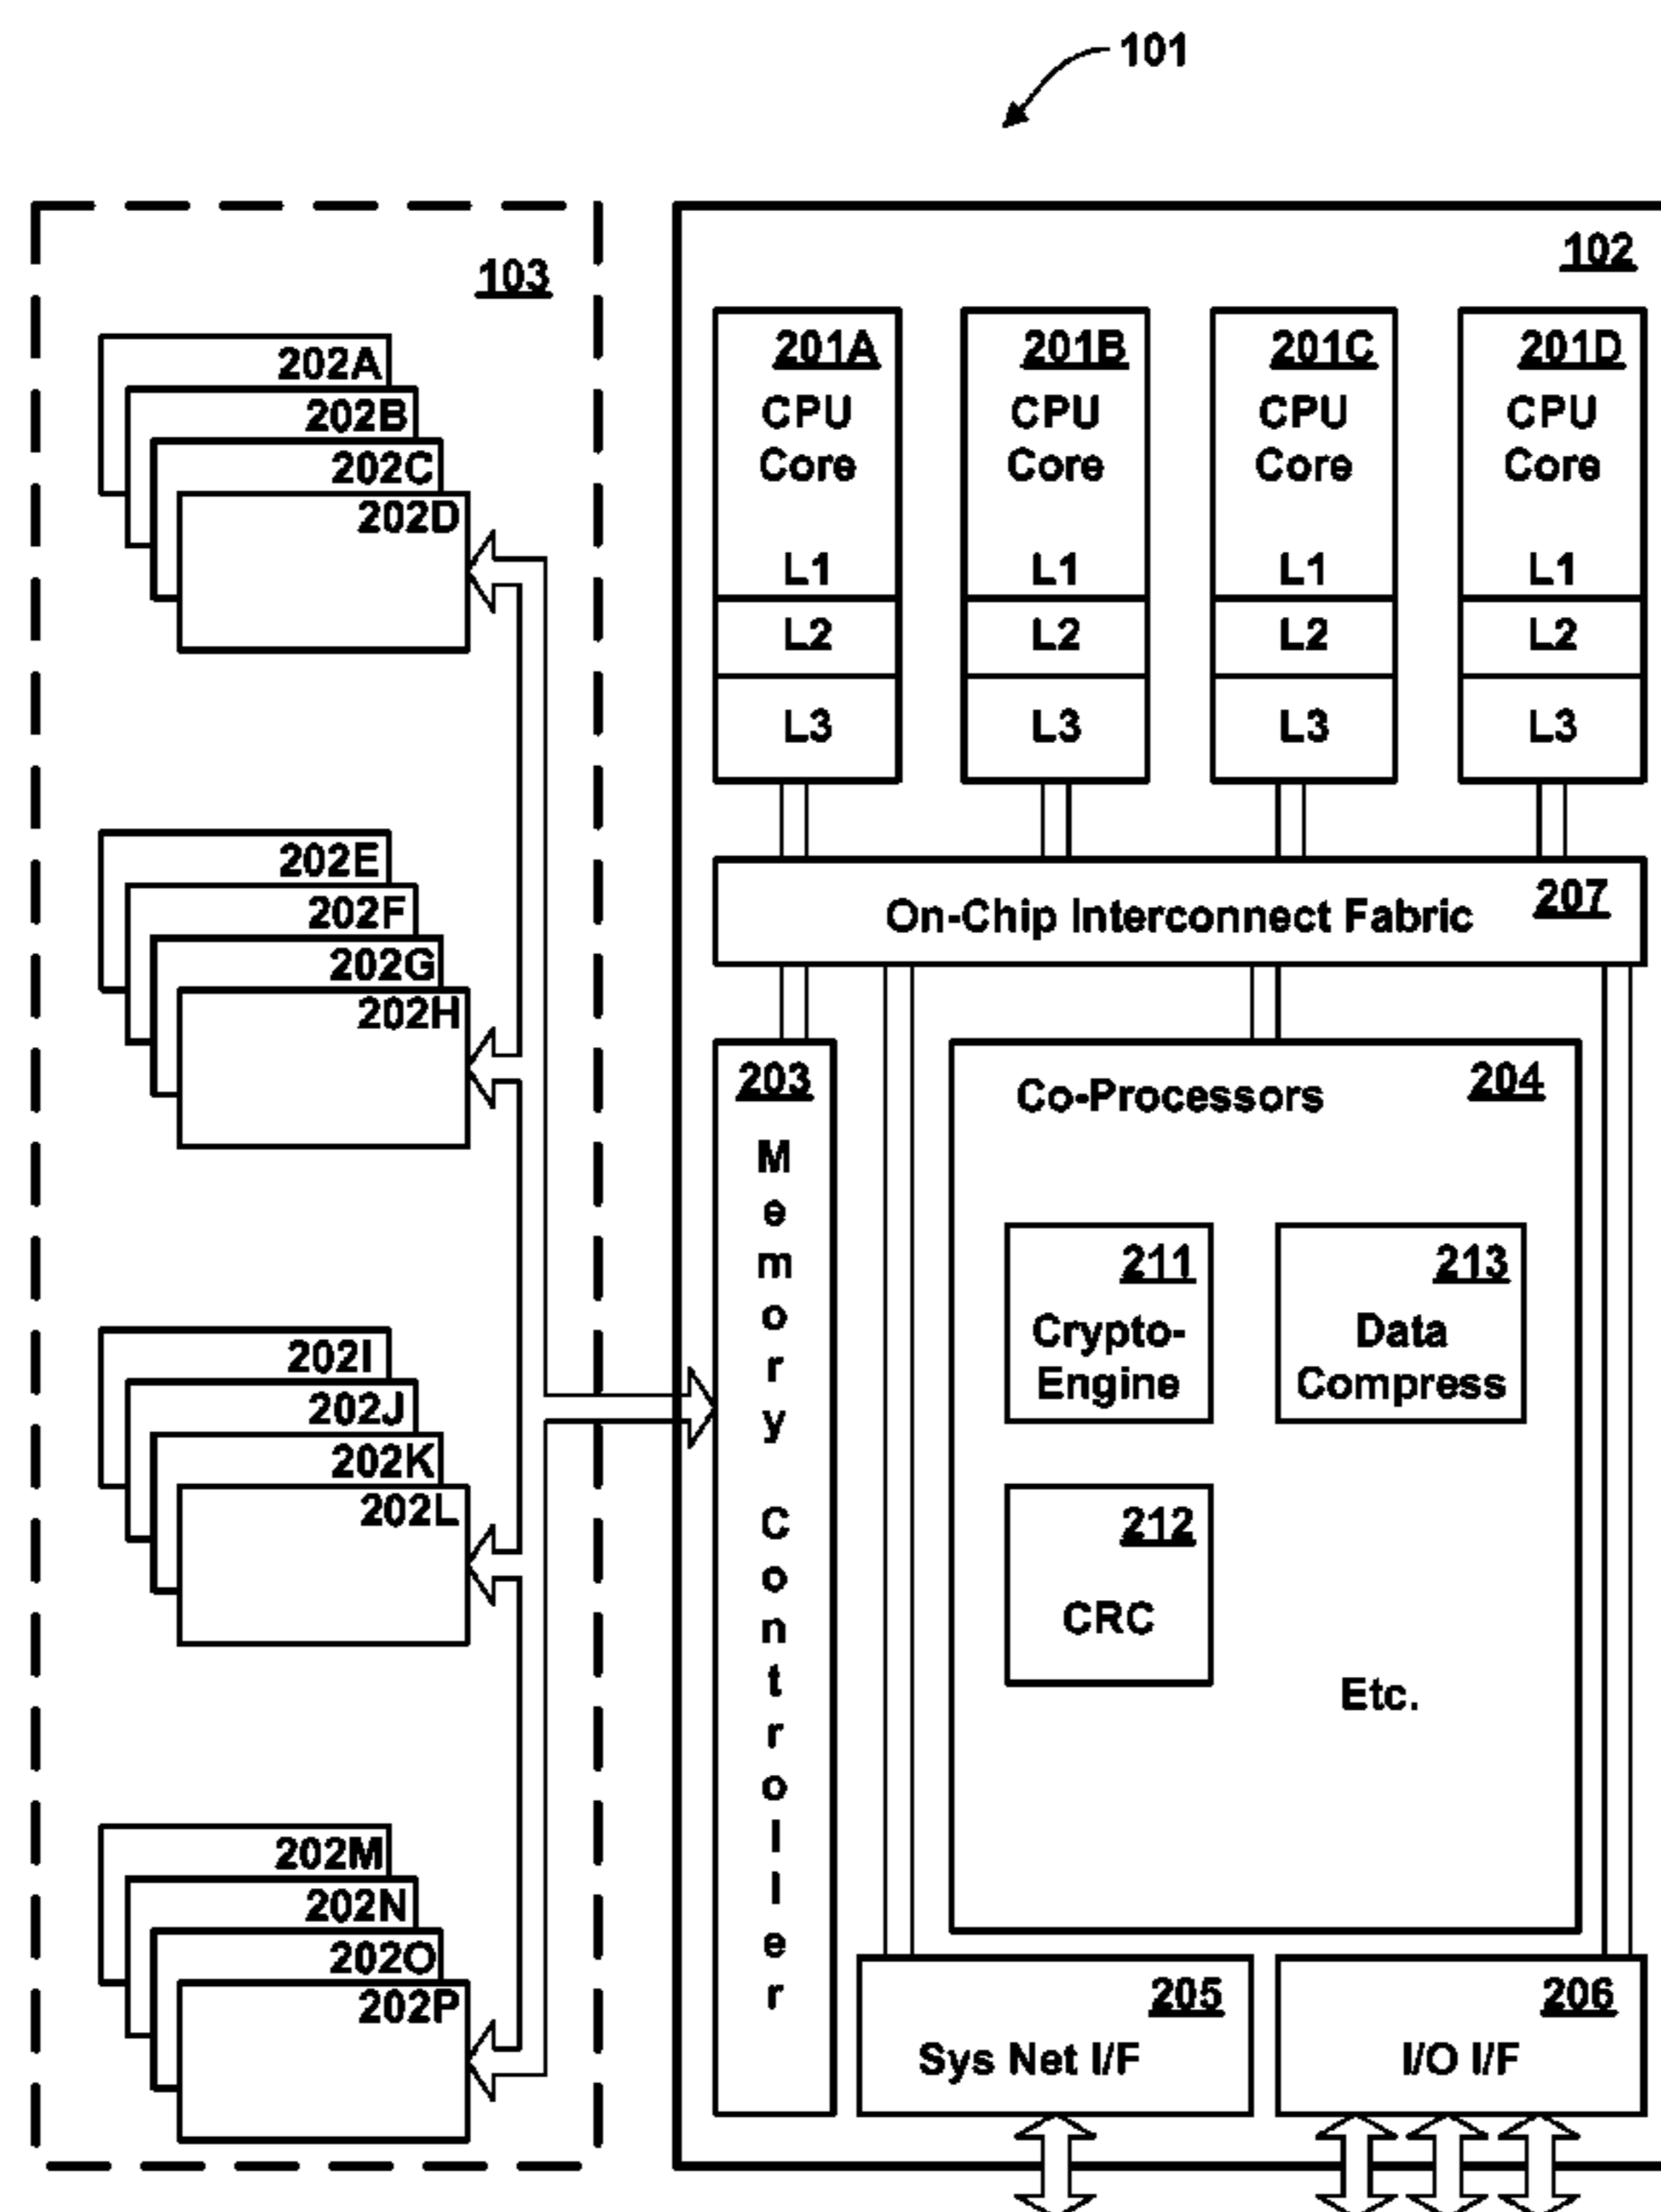 101
103
202A
202B
202C
202D
202E
202F
202G
202H
202I
202J
202K
202L
202M
202N
202O
202P
102
201A
CPU
Core
L1
L2
L3
201B
CPU
Core
L1
L2
L3
201C
CPU
Core
L1
L2
L3
201D
CPU
Core
L1
L2
L3
207
On-Chip Interconnect Fabric
203
Memory Controller
204
Co-Processors
211
Crypto-
Engine
213
Data
Compress
212
CRC
Etc.
205
Sys Net I/F
206
I/O I/F